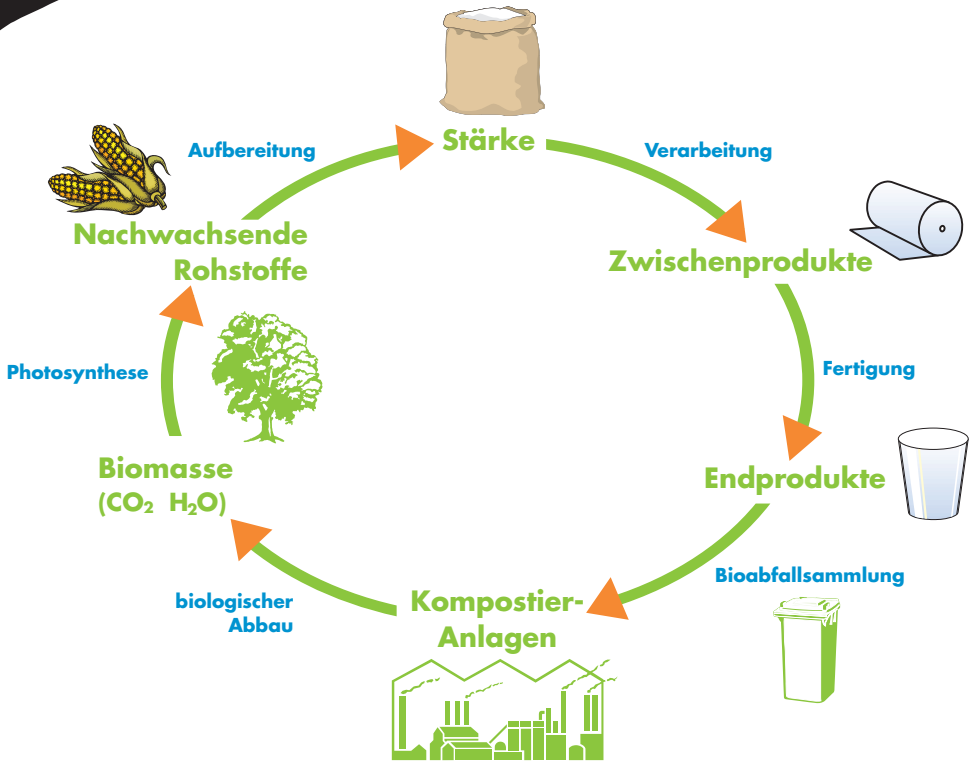 Stärke
Aufbereitung
Verarbeitung
Nachwachsende
Rohstoffe
Zwischenprodukte
Photosynthese
Fertigung
Biomasse
(CO₂ H₂O)
Endprodukte
Bioabfallsammlung
biologischer
Abbau
Kompostier-
Anlagen